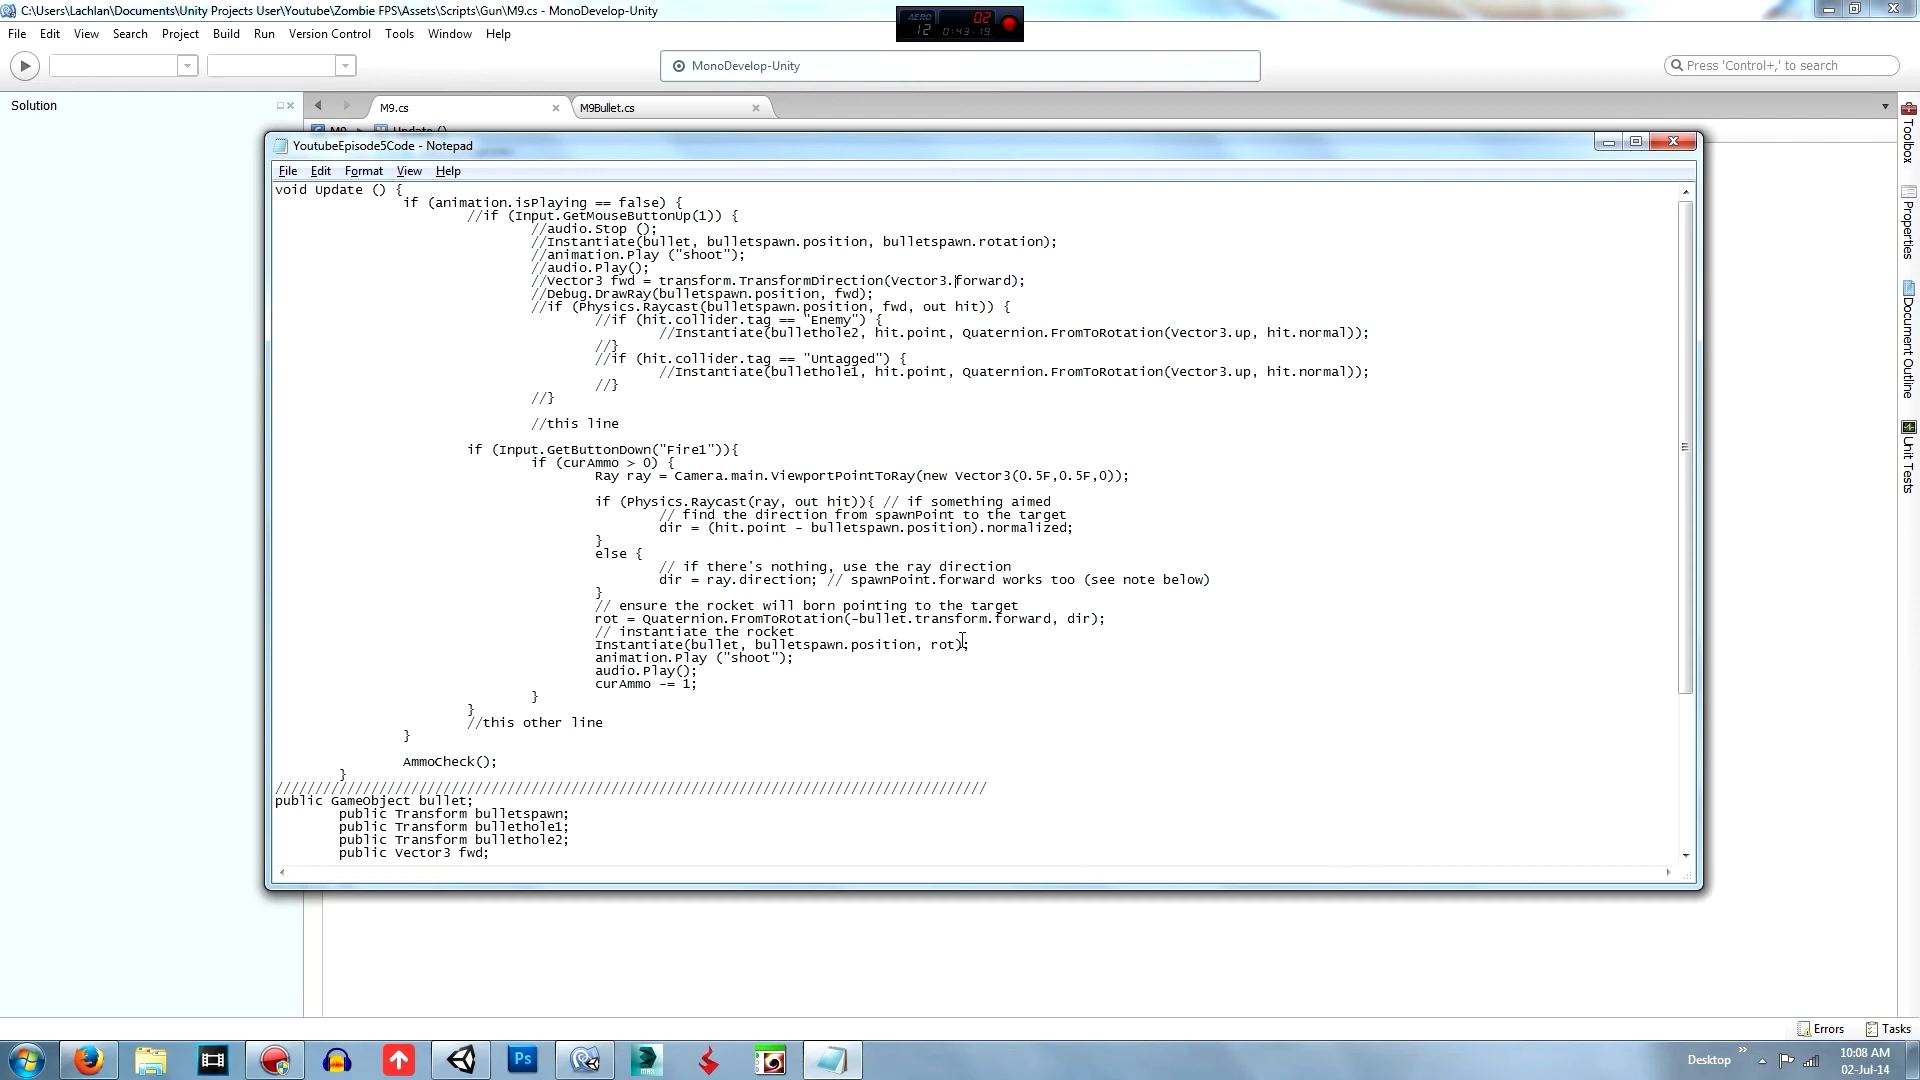 C:\Users\Lachlan\Documents\Unity Projects User\Youtube\Zombie FPS\Assets\Scripts\Gun\M9.cs - MonoDevelop-Unity
AERO 12 02 0:43:19
File Edit View Search Project Build Run Version Control Tools Window Help
MonoDevelop-Unity
Press 'Control+,' to search
Solution
M9.cs
M9Bullet.cs
M9 Update ()
YoutubeEpisode5Code - Notepad
File Edit Format View Help
void Update () {
if (animation.isPlaying == false) {
//if (Input.GetMouseButtonUp(1)) {
//audio.Stop ();
//Instantiate(bullet, bulletspawn.position, bulletspawn.rotation);
//animation.Play ("shoot");
//audio.Play();
//Vector3 fwd = transform.TransformDirection(Vector3.forward);
//Debug.DrawRay(bulletspawn.position, fwd);
//if (Physics.Raycast(bulletspawn.position, fwd, out hit)) {
//if (hit.collider.tag == "Enemy") {
//Instantiate(bullethole2, hit.point, Quaternion.FromToRotation(Vector3.up, hit.normal));
//}
//if (hit.collider.tag == "Untagged") {
//Instantiate(bullethole1, hit.point, Quaternion.FromToRotation(Vector3.up, hit.normal));
//}
//}
//this line
if (Input.GetButtonDown("Fire1")){
if (curAmmo > 0) {
Ray ray = Camera.main.ViewportPointToRay(new Vector3(0.5F,0.5F,0));
if (Physics.Raycast(ray, out hit)){ // if something aimed
// find the direction from spawnPoint to the target
dir = (hit.point - bulletspawn.position).normalized;
}
else {
// if there's nothing, use the ray direction
dir = ray.direction; // spawnPoint.forward works too (see note below)
}
// ensure the rocket will born pointing to the target
rot = Quaternion.FromToRotation(-bullet.transform.forward, dir);
// instantiate the rocket
Instantiate(bullet, bulletspawn.position, rot);
animation.Play ("shoot");
audio.Play();
curAmmo -= 1;
}
}
//this other line
}
AmmoCheck();
}
/////////////////////////////////////////////////////////////////////////////////////////
public GameObject bullet;
public Transform bulletspawn;
public Transform bullethole1;
public Transform bullethole2;
public Vector3 fwd;
Toolbox
Properties
Document Outline
Unit Tests
Errors Tasks
Ps
MAX
Desktop
10:08 AM
02-Jul-14